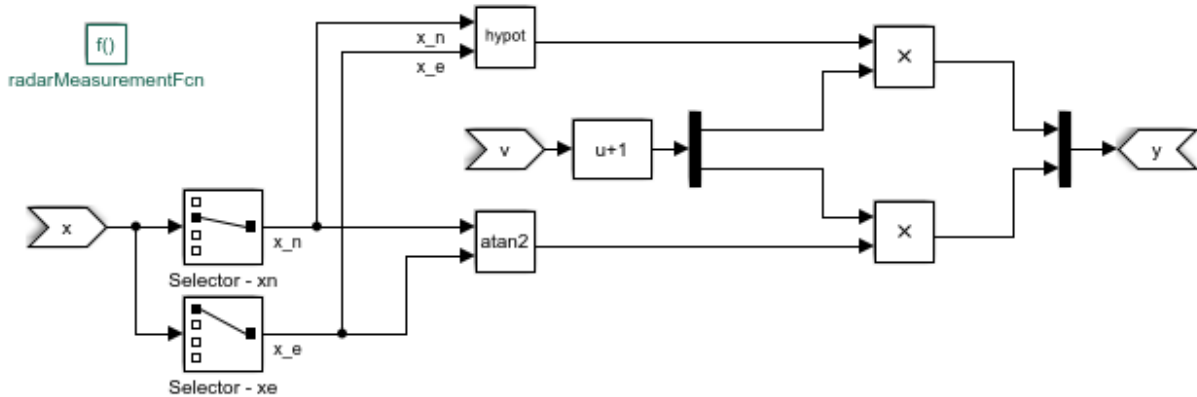 f()
radarMeasurementFcn
x_n
x_e
hypot
×
v
u+1
y
x
x_n
Selector - xn
atan2
×
x_e
Selector - xe